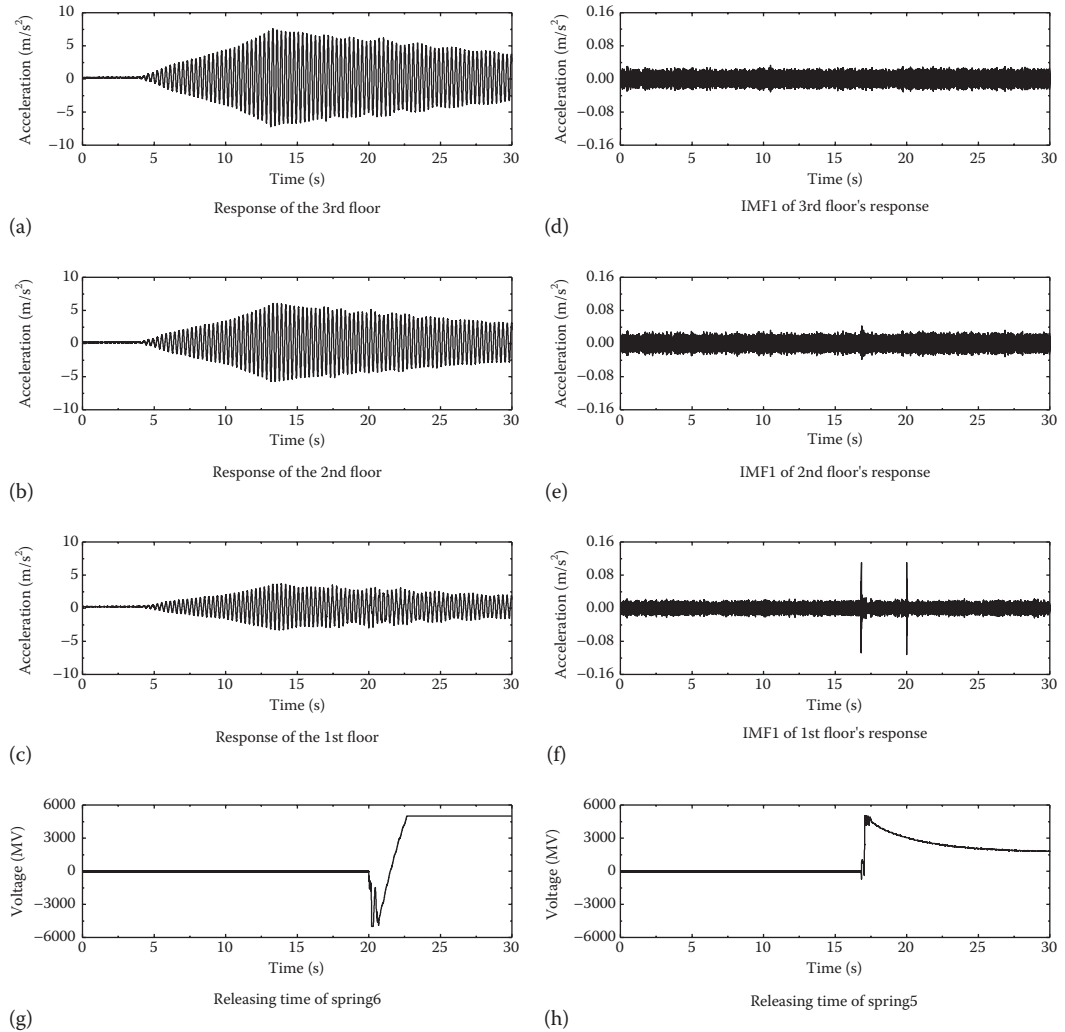 Acceleration (m/s²)
10
5
0
−5
−10
0 5 10 15 20 25 30
Time (s)
Response of the 3rd floor
(a)
Acceleration (m/s²)
0.16
0.08
0.00
−0.08
−0.16
0 5 10 15 20 25 30
Time (s)
IMF1 of 3rd floor's response
(d)
Acceleration (m/s²)
10
5
0
−5
−10
0 5 10 15 20 25 30
Time (s)
Response of the 2nd floor
(b)
Acceleration (m/s²)
0.16
0.08
0.00
−0.08
−0.16
0 5 10 15 20 25 30
Time (s)
IMF1 of 2nd floor's response
(e)
Acceleration (m/s²)
10
5
0
−5
−10
0 5 10 15 20 25 30
Time (s)
Response of the 1st floor
(c)
Acceleration (m/s²)
0.16
0.08
0.00
−0.08
−0.16
0 5 10 15 20 25 30
Time (s)
IMF1 of 1st floor's response
(f)
Voltage (MV)
6000
3000
0
−3000
−6000
0 5 10 15 20 25 30
Time (s)
Releasing time of spring6
(g)
Voltage (MV)
6000
3000
0
−3000
−6000
0 5 10 15 20 25 30
Time (s)
Releasing time of spring5
(h)